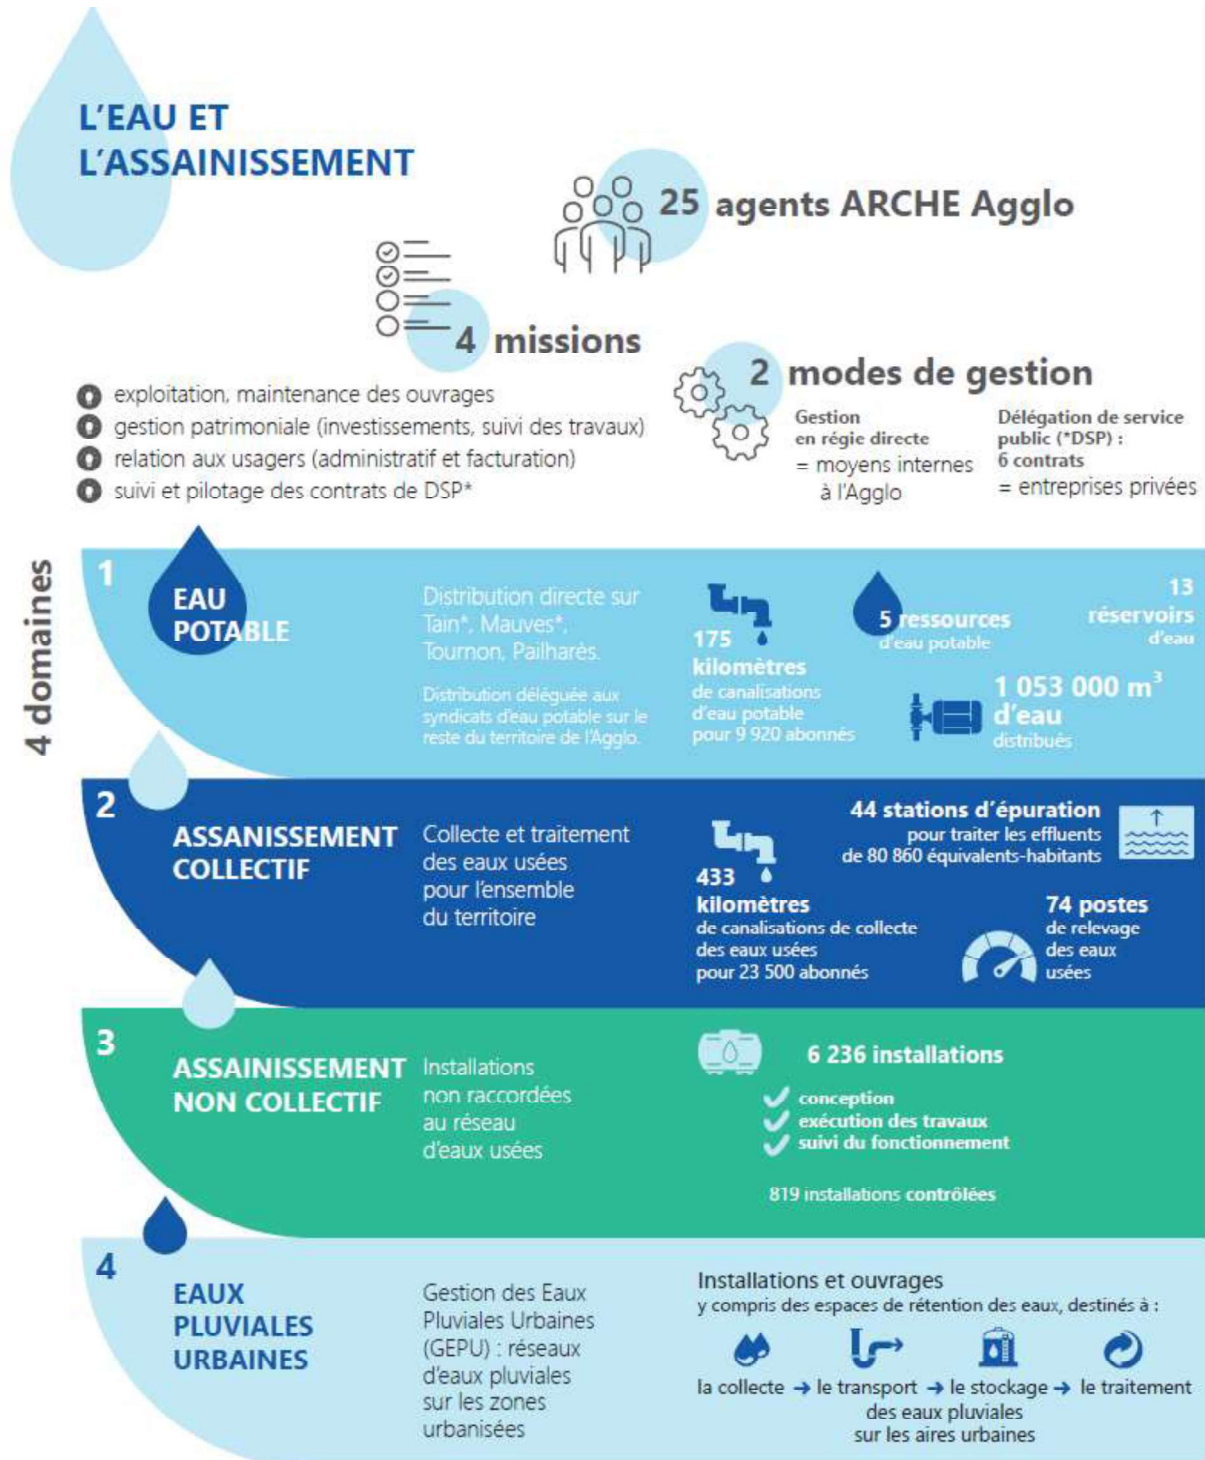 L'EAU ET
L'ASSAINISSEMENT
25 agents ARCHE Agglo
4 missions
exploitation, maintenance des ouvrages
gestion patrimoniale (investissements, suivi des travaux)
relation aux usagers (administratif et facturation)
suivi et pilotage des contrats de DSP*
2 modes de gestion
Gestion
en régie directe
= moyens internes
à l'Agglo
Délégation de service
public (*DSP) :
6 contrats
= entreprises privées
4 domaines
1
EAU
POTABLE
Distribution directe sur
Tain*, Mauves*,
Tournon, Pailharès.
Distribution déléguée aux
syndicats d'eau potable sur le
reste du territoire de l'Agglo.
175
kilomètres
de canalisations
d'eau potable
pour 9 920 abonnés
5 ressources
d'eau potable
13
réservoirs
d'eau
1 053 000 m³
d'eau
distribués
2
ASSANISSEMENT
COLLECTIF
Collecte et traitement
des eaux usées
pour l'ensemble
du territoire
433
kilomètres
de canalisations de collecte
des eaux usées
pour 23 500 abonnés
44 stations d'épuration
pour traiter les effluents
de 80 860 équivalents-habitants
74 postes
de relevage
des eaux
usées
3
ASSAINISSEMENT
NON COLLECTIF
Installations
non raccordées
au réseau
d'eaux usées
6 236 installations
conception
exécution des travaux
suivi du fonctionnement
819 installations contrôlées
4
EAUX
PLUVIALES
URBAINES
Gestion des Eaux
Pluviales Urbaines
(GEPU) : réseaux
d'eaux pluviales
sur les zones
urbanisées
Installations et ouvrages
y compris des espaces de rétention des eaux, destinés à :
la collecte → le transport → le stockage → le traitement
des eaux pluviales
sur les aires urbaines